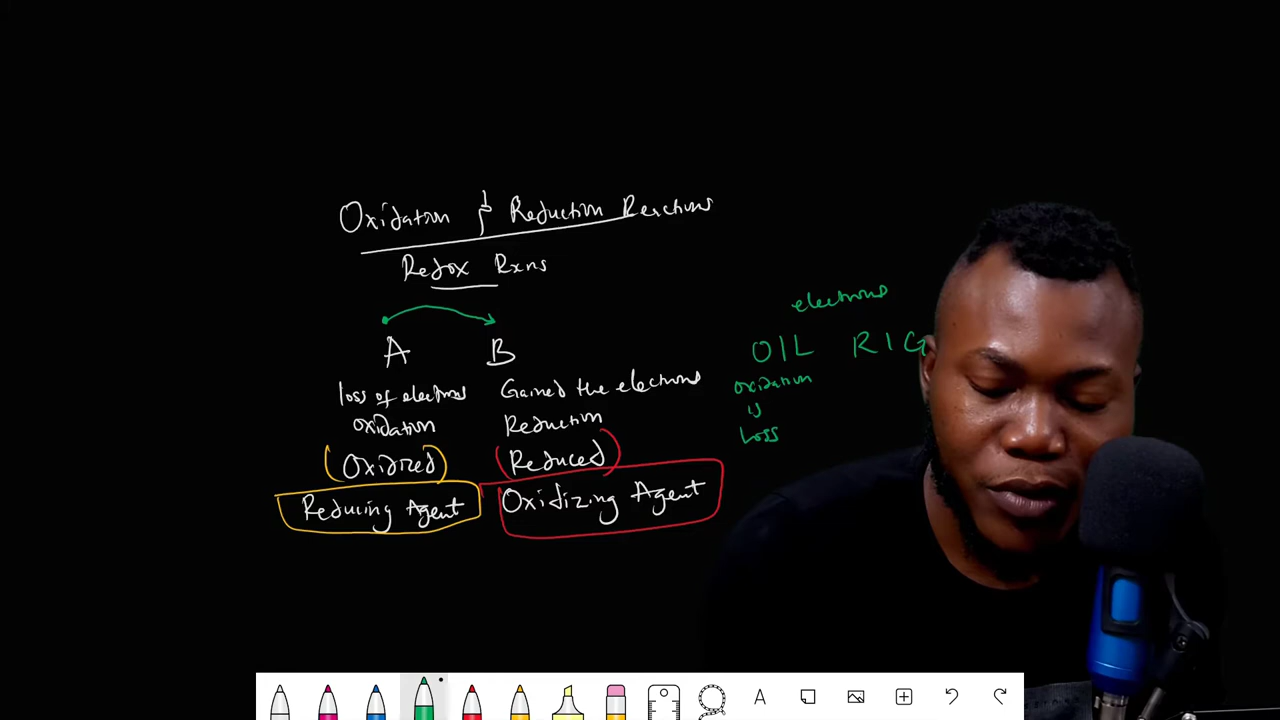 Oxidation & Reduction Reactions
Redox Rxns
A B
loss of electrons
oxidation
(Oxidized)
Reducing Agent
Gained the electrons
Reduction
(Reduced)
Oxidizing Agent
electrons
OIL RIG
oxidation
is
Loss
A